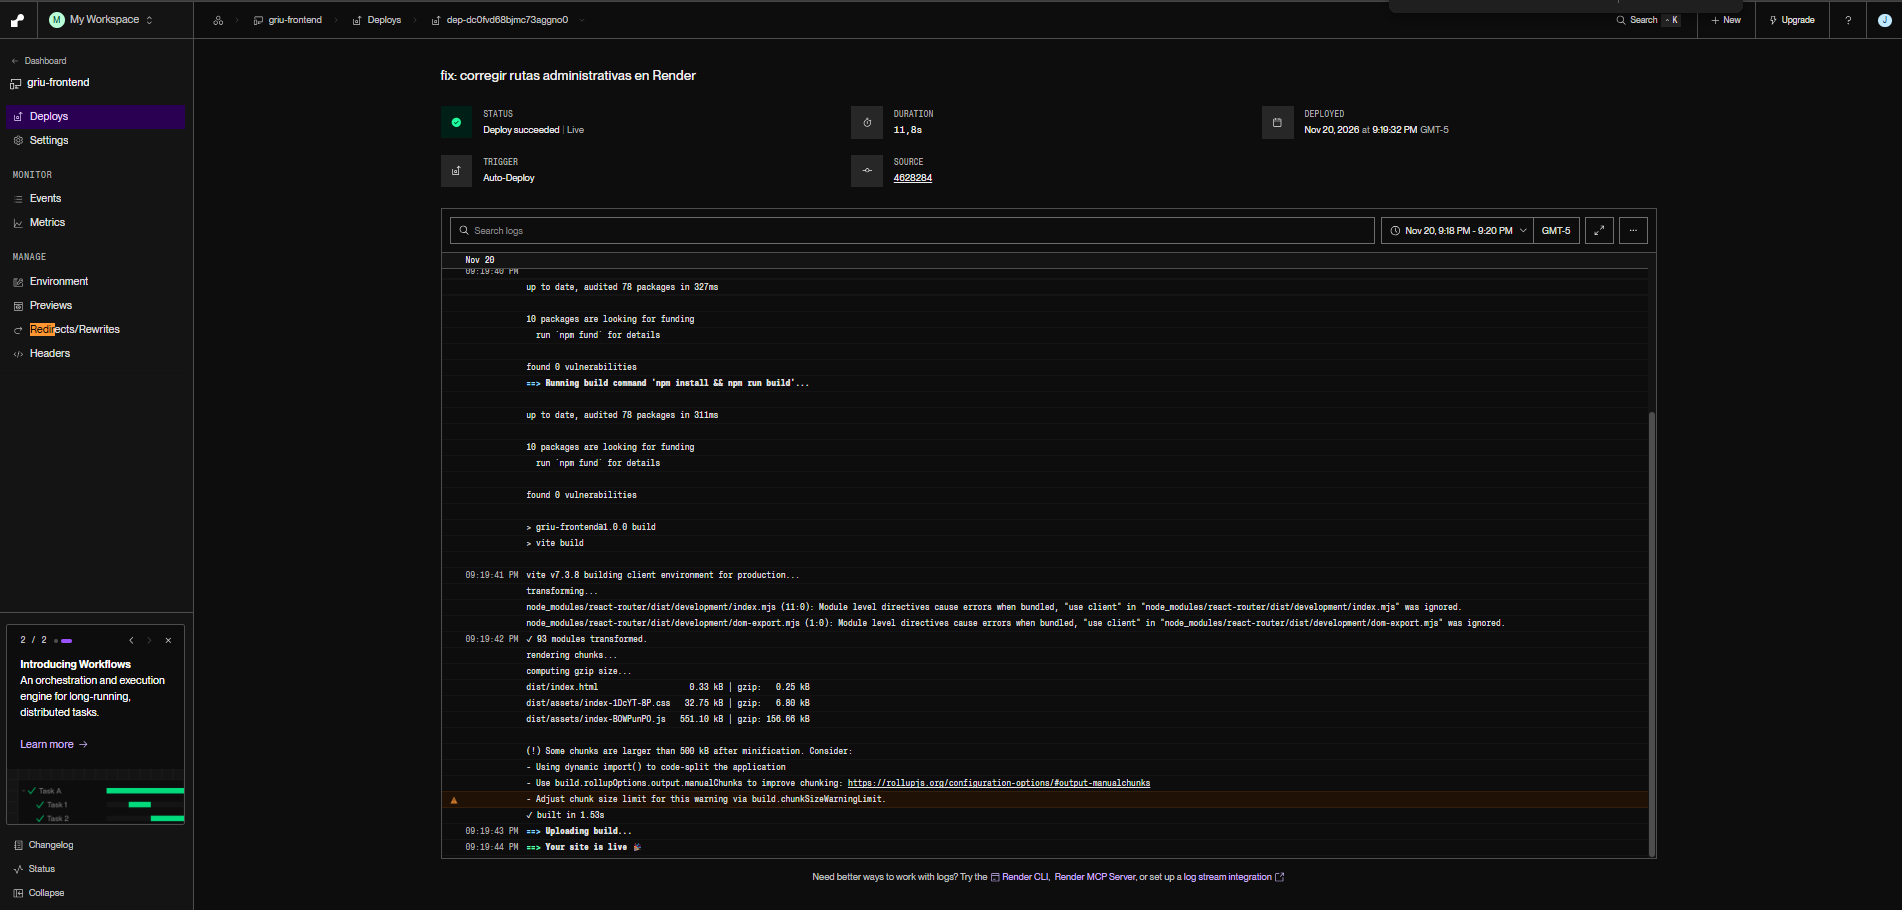 M My Workspace
griu-frontend
Deploys
dep-dc0fvd68bjmc73aggno0
Search
K
New
Upgrade
?
J
Dashboard
griu-frontend
Deploys
Settings
MONITOR
Events
Metrics
MANAGE
Environment
Previews
Redirects/Rewrites
Headers
2 / 2
Introducing Workflows
An orchestration and execution
engine for long-running,
distributed tasks.
Learn more →
Task A
Task 1
Task 2
Changelog
Status
Collapse
fix: corregir rutas administrativas en Render
STATUS
Deploy succeeded | Live
DURATION
11,8s
DEPLOYED
Nov 20, 2026 at 9:19:32 PM GMT-5
TRIGGER
Auto-Deploy
SOURCE
4628284
Search logs
Nov 20, 9:18 PM - 9:20 PM
GMT-5
...
Nov 20
09:19:40 PM
up to date, audited 78 packages in 327ms
10 packages are looking for funding
run `npm fund` for details
found 0 vulnerabilities
==> Running build command 'npm install && npm run build'...
up to date, audited 78 packages in 311ms
10 packages are looking for funding
run `npm fund` for details
found 0 vulnerabilities
> griu-frontend@1.0.0 build
> vite build
09:19:41 PM vite v7.3.8 building client environment for production...
transforming...
node_modules/react-router/dist/development/index.mjs (11:0): Module level directives cause errors when bundled, "use client" in "node_modules/react-router/dist/development/index.mjs" was ignored.
node_modules/react-router/dist/development/dom-export.mjs (1:0): Module level directives cause errors when bundled, "use client" in "node_modules/react-router/dist/development/dom-export.mjs" was ignored.
09:19:42 PM ✓ 93 modules transformed.
rendering chunks...
computing gzip size...
dist/index.html 0.33 kB | gzip: 0.25 kB
dist/assets/index-1DcYT-8P.css 32.75 kB | gzip: 6.80 kB
dist/assets/index-BOWPunPO.js 551.10 kB | gzip: 156.66 kB
(!) Some chunks are larger than 500 kB after minification. Consider:
- Using dynamic import() to code-split the application
- Use build.rollupOptions.output.manualChunks to improve chunking: https://rollupjs.org/configuration-options/#output-manualchunks
- Adjust chunk size limit for this warning via build.chunkSizeWarningLimit.
✓ built in 1.53s
09:19:43 PM ==> Uploading build...
09:19:44 PM ==> Your site is live 🎉
Need better ways to work with logs? Try the Render CLI, Render MCP Server, or set up a log stream integration